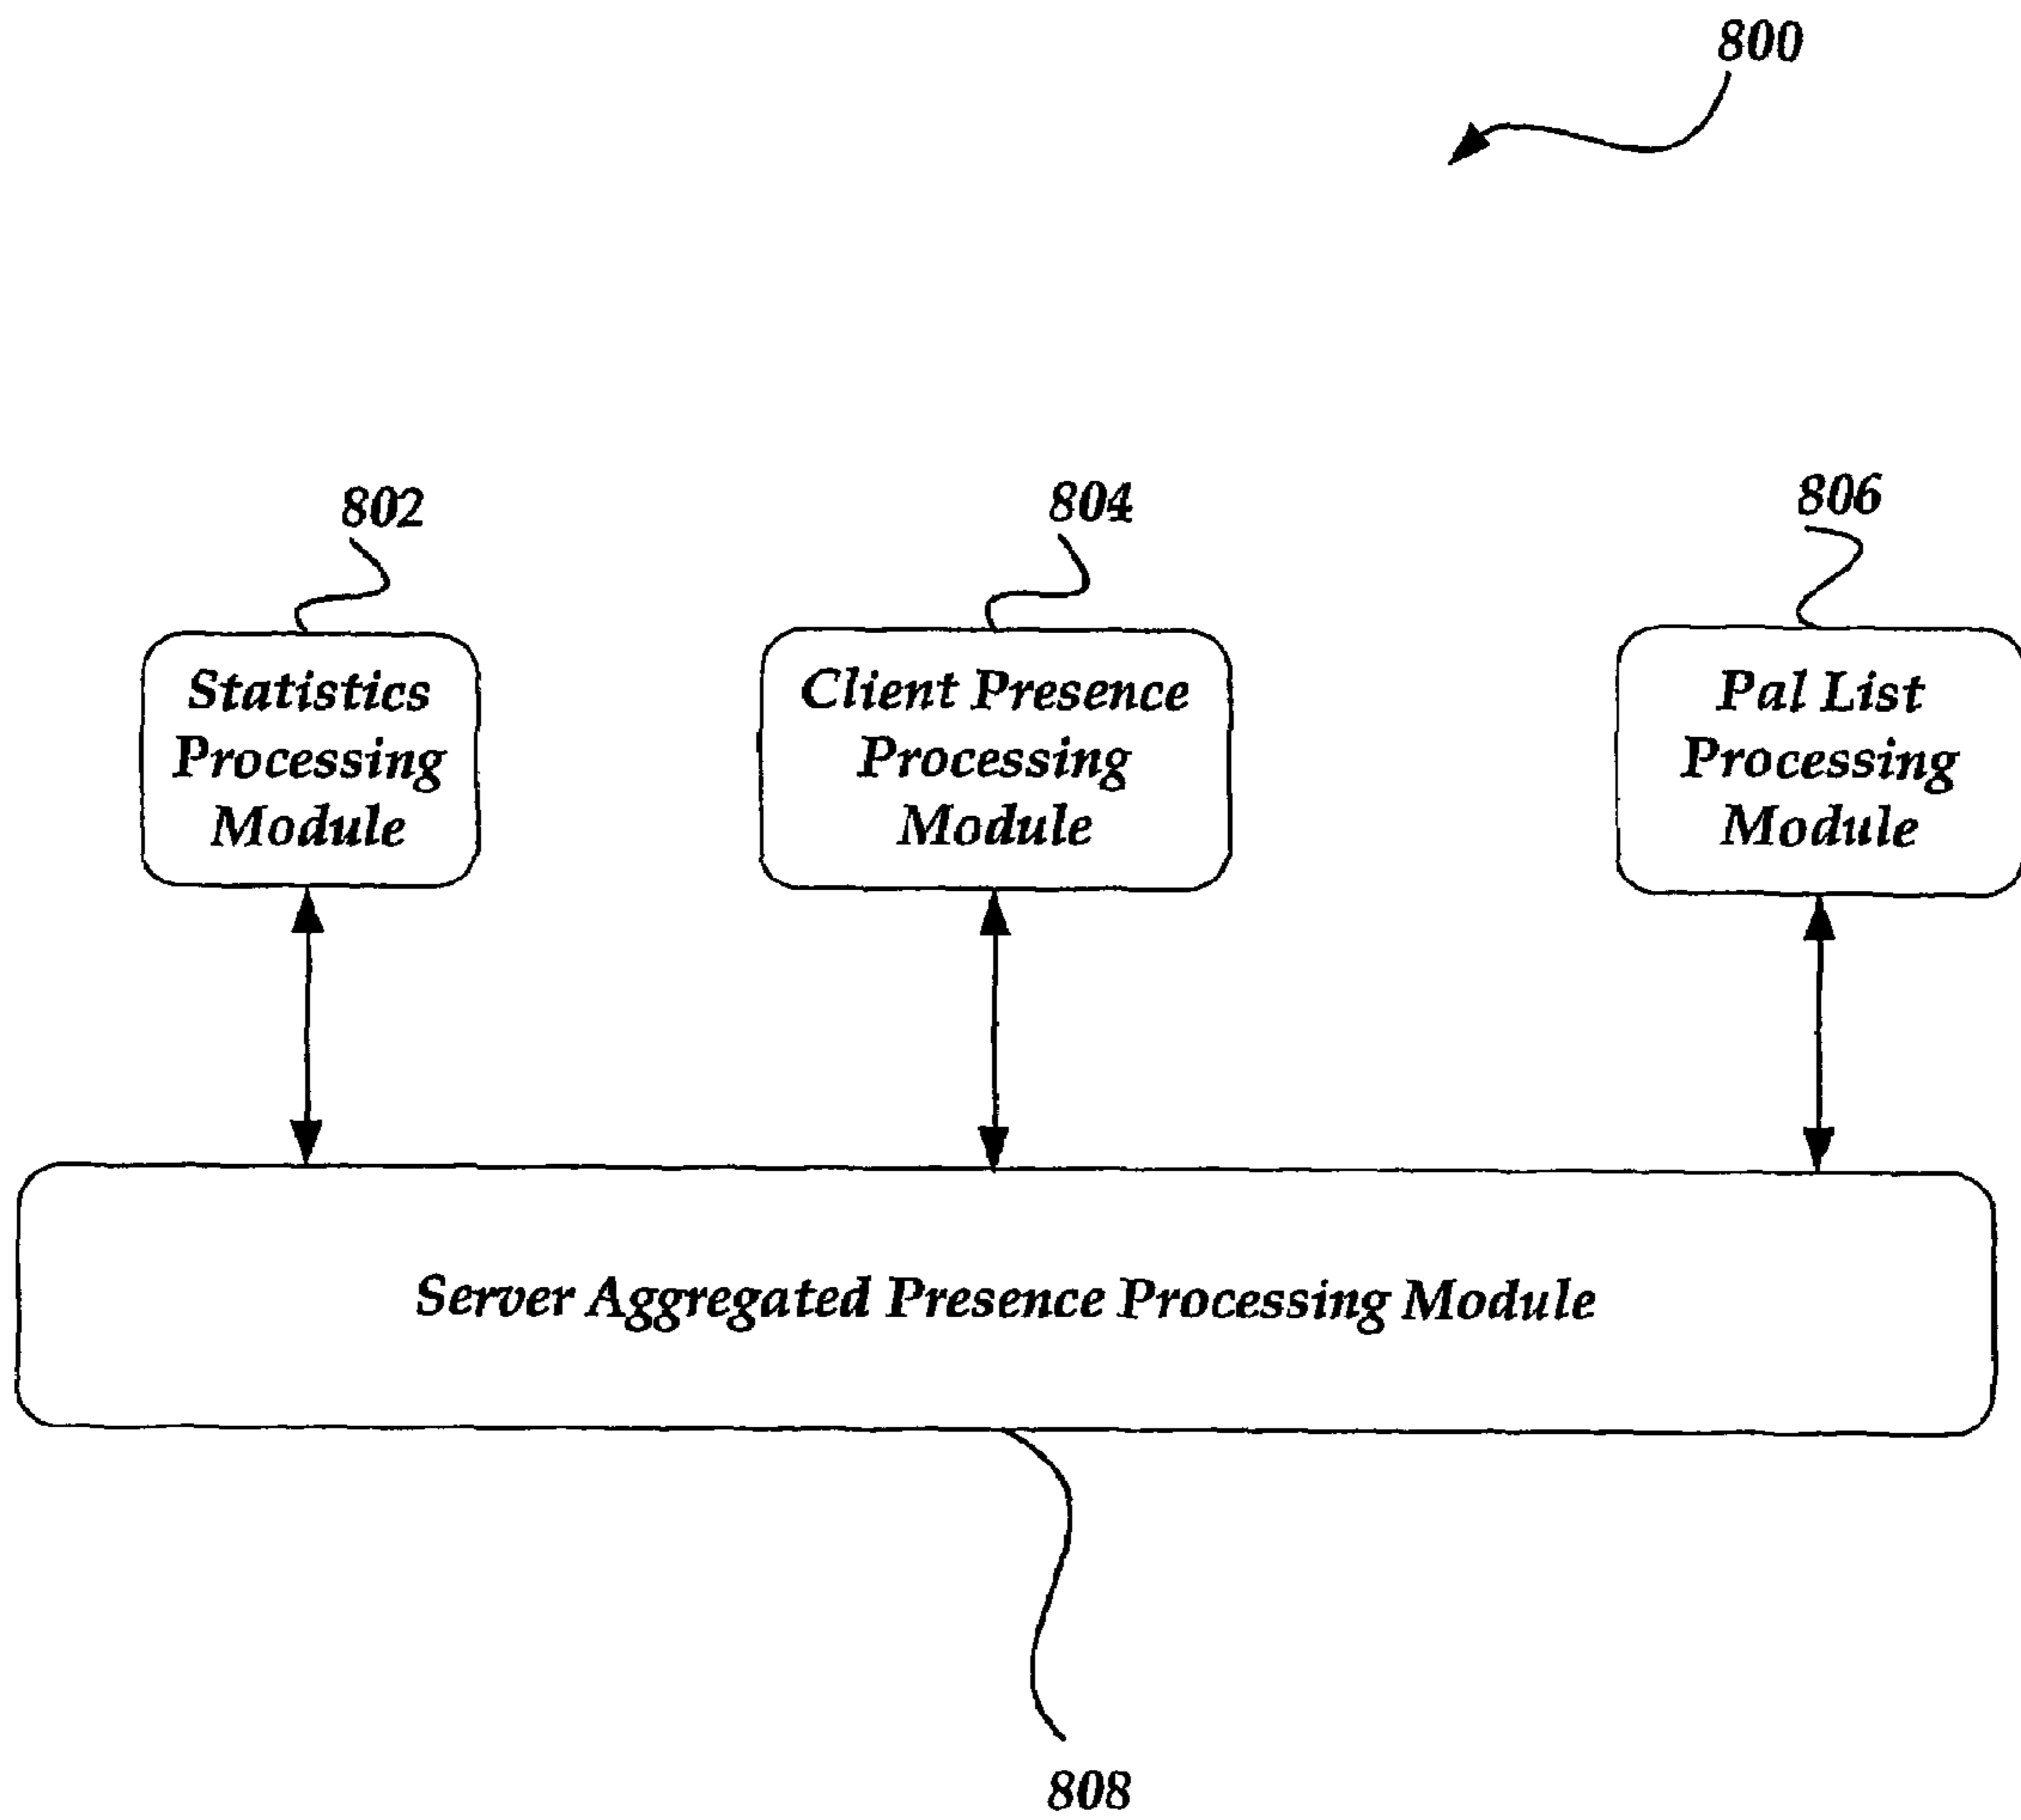 800
802
804
806
Statistics
Processing
Module
Client Presence
Processing
Module
Pal List
Processing
Module
Server Aggregated Presence Processing Module
808